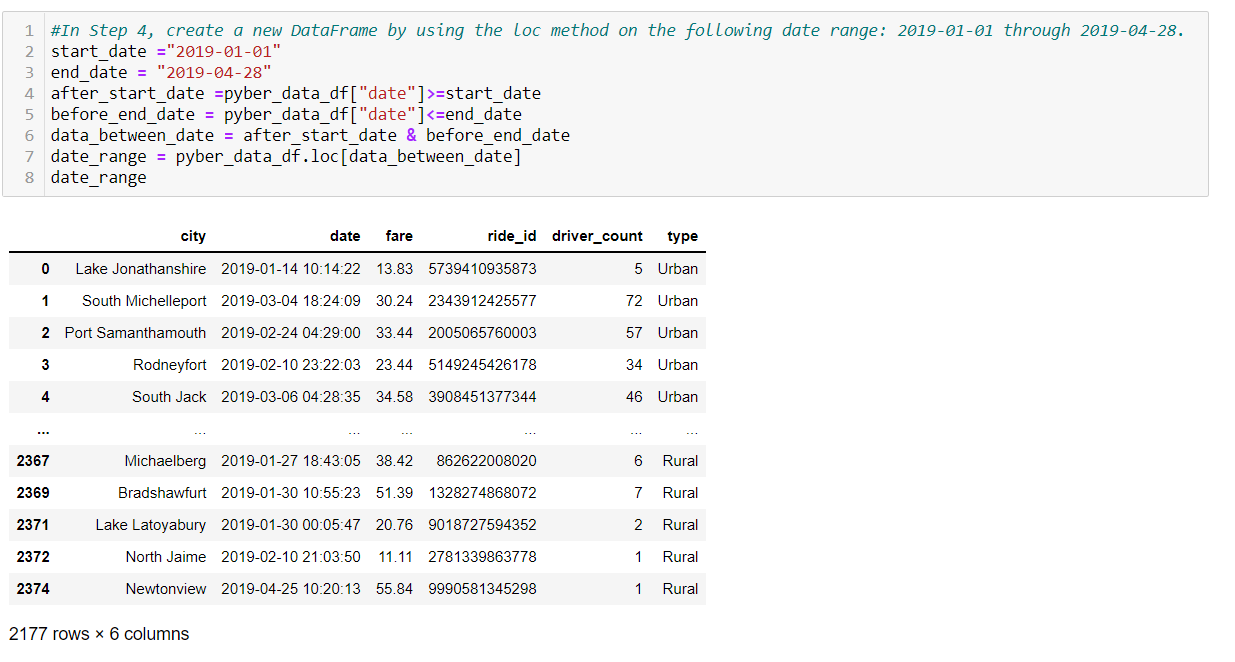 1 #In Step 4, create a new DataFrame by using the loc method on the following date range: 2019-01-01 through 2019-04-28.
2 start_date ="2019-01-01"
3 end_date = "2019-04-28"
4 after_start_date =pyber_data_df["date"]>=start_date
5 before_end_date = pyber_data_df["date"]<=end_date
6 data_between_date = after_start_date & before_end_date
7 date_range = pyber_data_df.loc[data_between_date]
8 date_range
city date fare ride_id driver_count type
0 Lake Jonathanshire 2019-01-14 10:14:22 13.83 5739410935873 5 Urban
1 South Michelleport 2019-03-04 18:24:09 30.24 2343912425577 72 Urban
2 Port Samanthamouth 2019-02-24 04:29:00 33.44 2005065760003 57 Urban
3 Rodneyfort 2019-02-10 23:22:03 23.44 5149245426178 34 Urban
4 South Jack 2019-03-06 04:28:35 34.58 3908451377344 46 Urban
... ... ... ... ... ... ...
2367 Michaelberg 2019-01-27 18:43:05 38.42 862622008020 6 Rural
2369 Bradshawfurt 2019-01-30 10:55:23 51.39 1328274868072 7 Rural
2371 Lake Latoyabury 2019-01-30 00:05:47 20.76 9018727594352 2 Rural
2372 North Jaime 2019-02-10 21:03:50 11.11 2781339863778 1 Rural
2374 Newtonview 2019-04-25 10:20:13 55.84 9990581345298 1 Rural
2177 rows × 6 columns